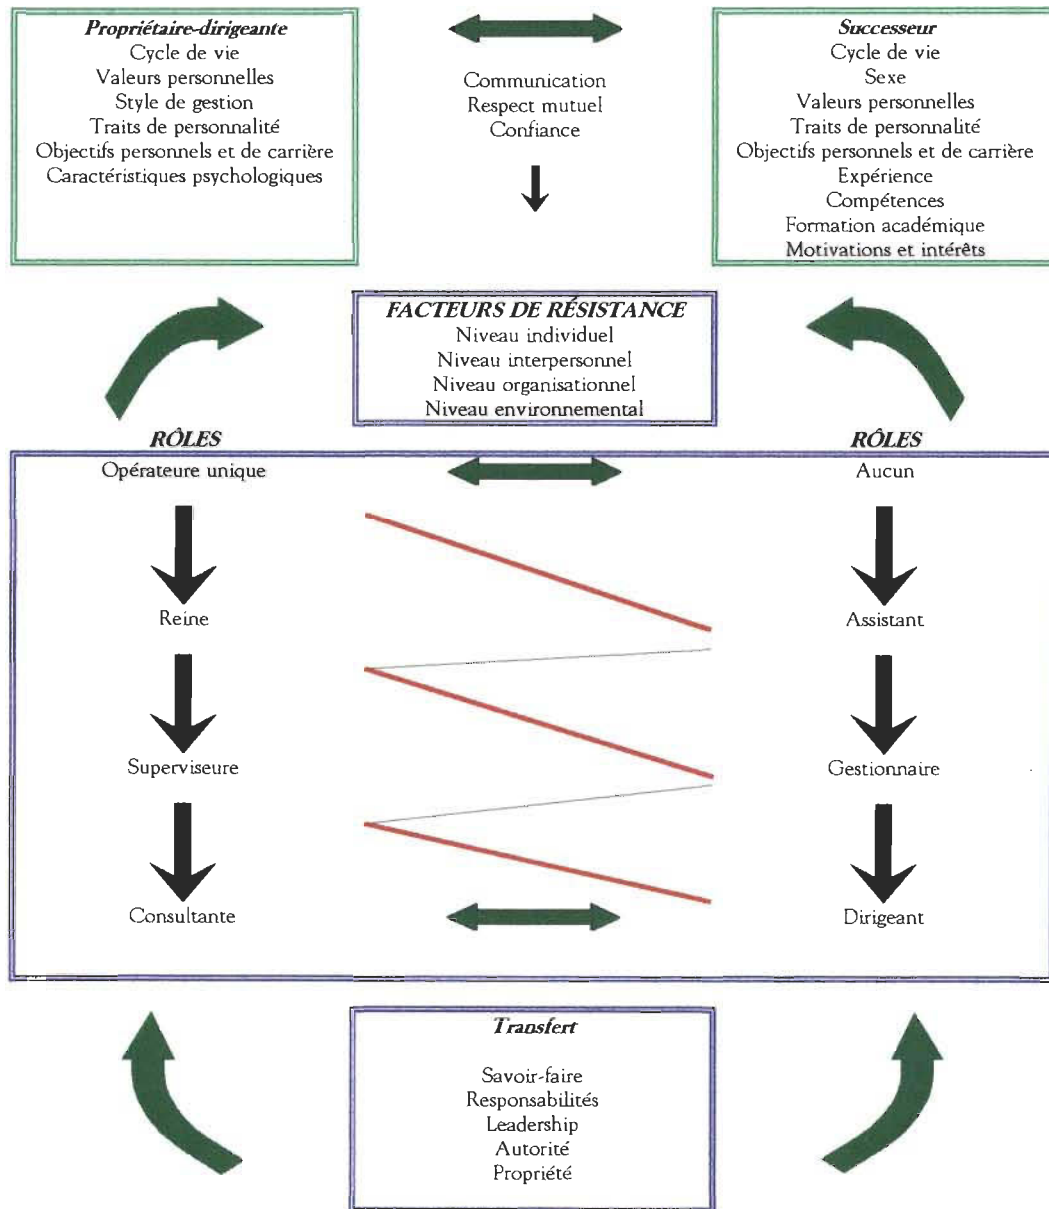 Propriétaire-dirigeante
Cycle de vie
Valeurs personnelles
Style de gestion
Traits de personnalité
Objectifs personnels et de carrière
Caractéristiques psychologiques
Communication
Respect mutuel
Confiance
Successeur
Cycle de vie
Sexe
Valeurs personnelles
Traits de personnalité
Objectifs personnels et de carrière
Expérience
Compétences
Formation académique
Motivations et intérêts
FACTEURS DE RÉSISTANCE
Niveau individuel
Niveau interpersonnel
Niveau organisationnel
Niveau environnemental
RÔLES
RÔLES
Opérateure unique
Aucun
Reine
Assistant
Superviseure
Gestionnaire
Consultante
Dirigeant
Transfert
Savoir-faire
Responsabilités
Leadership
Autorité
Propriété